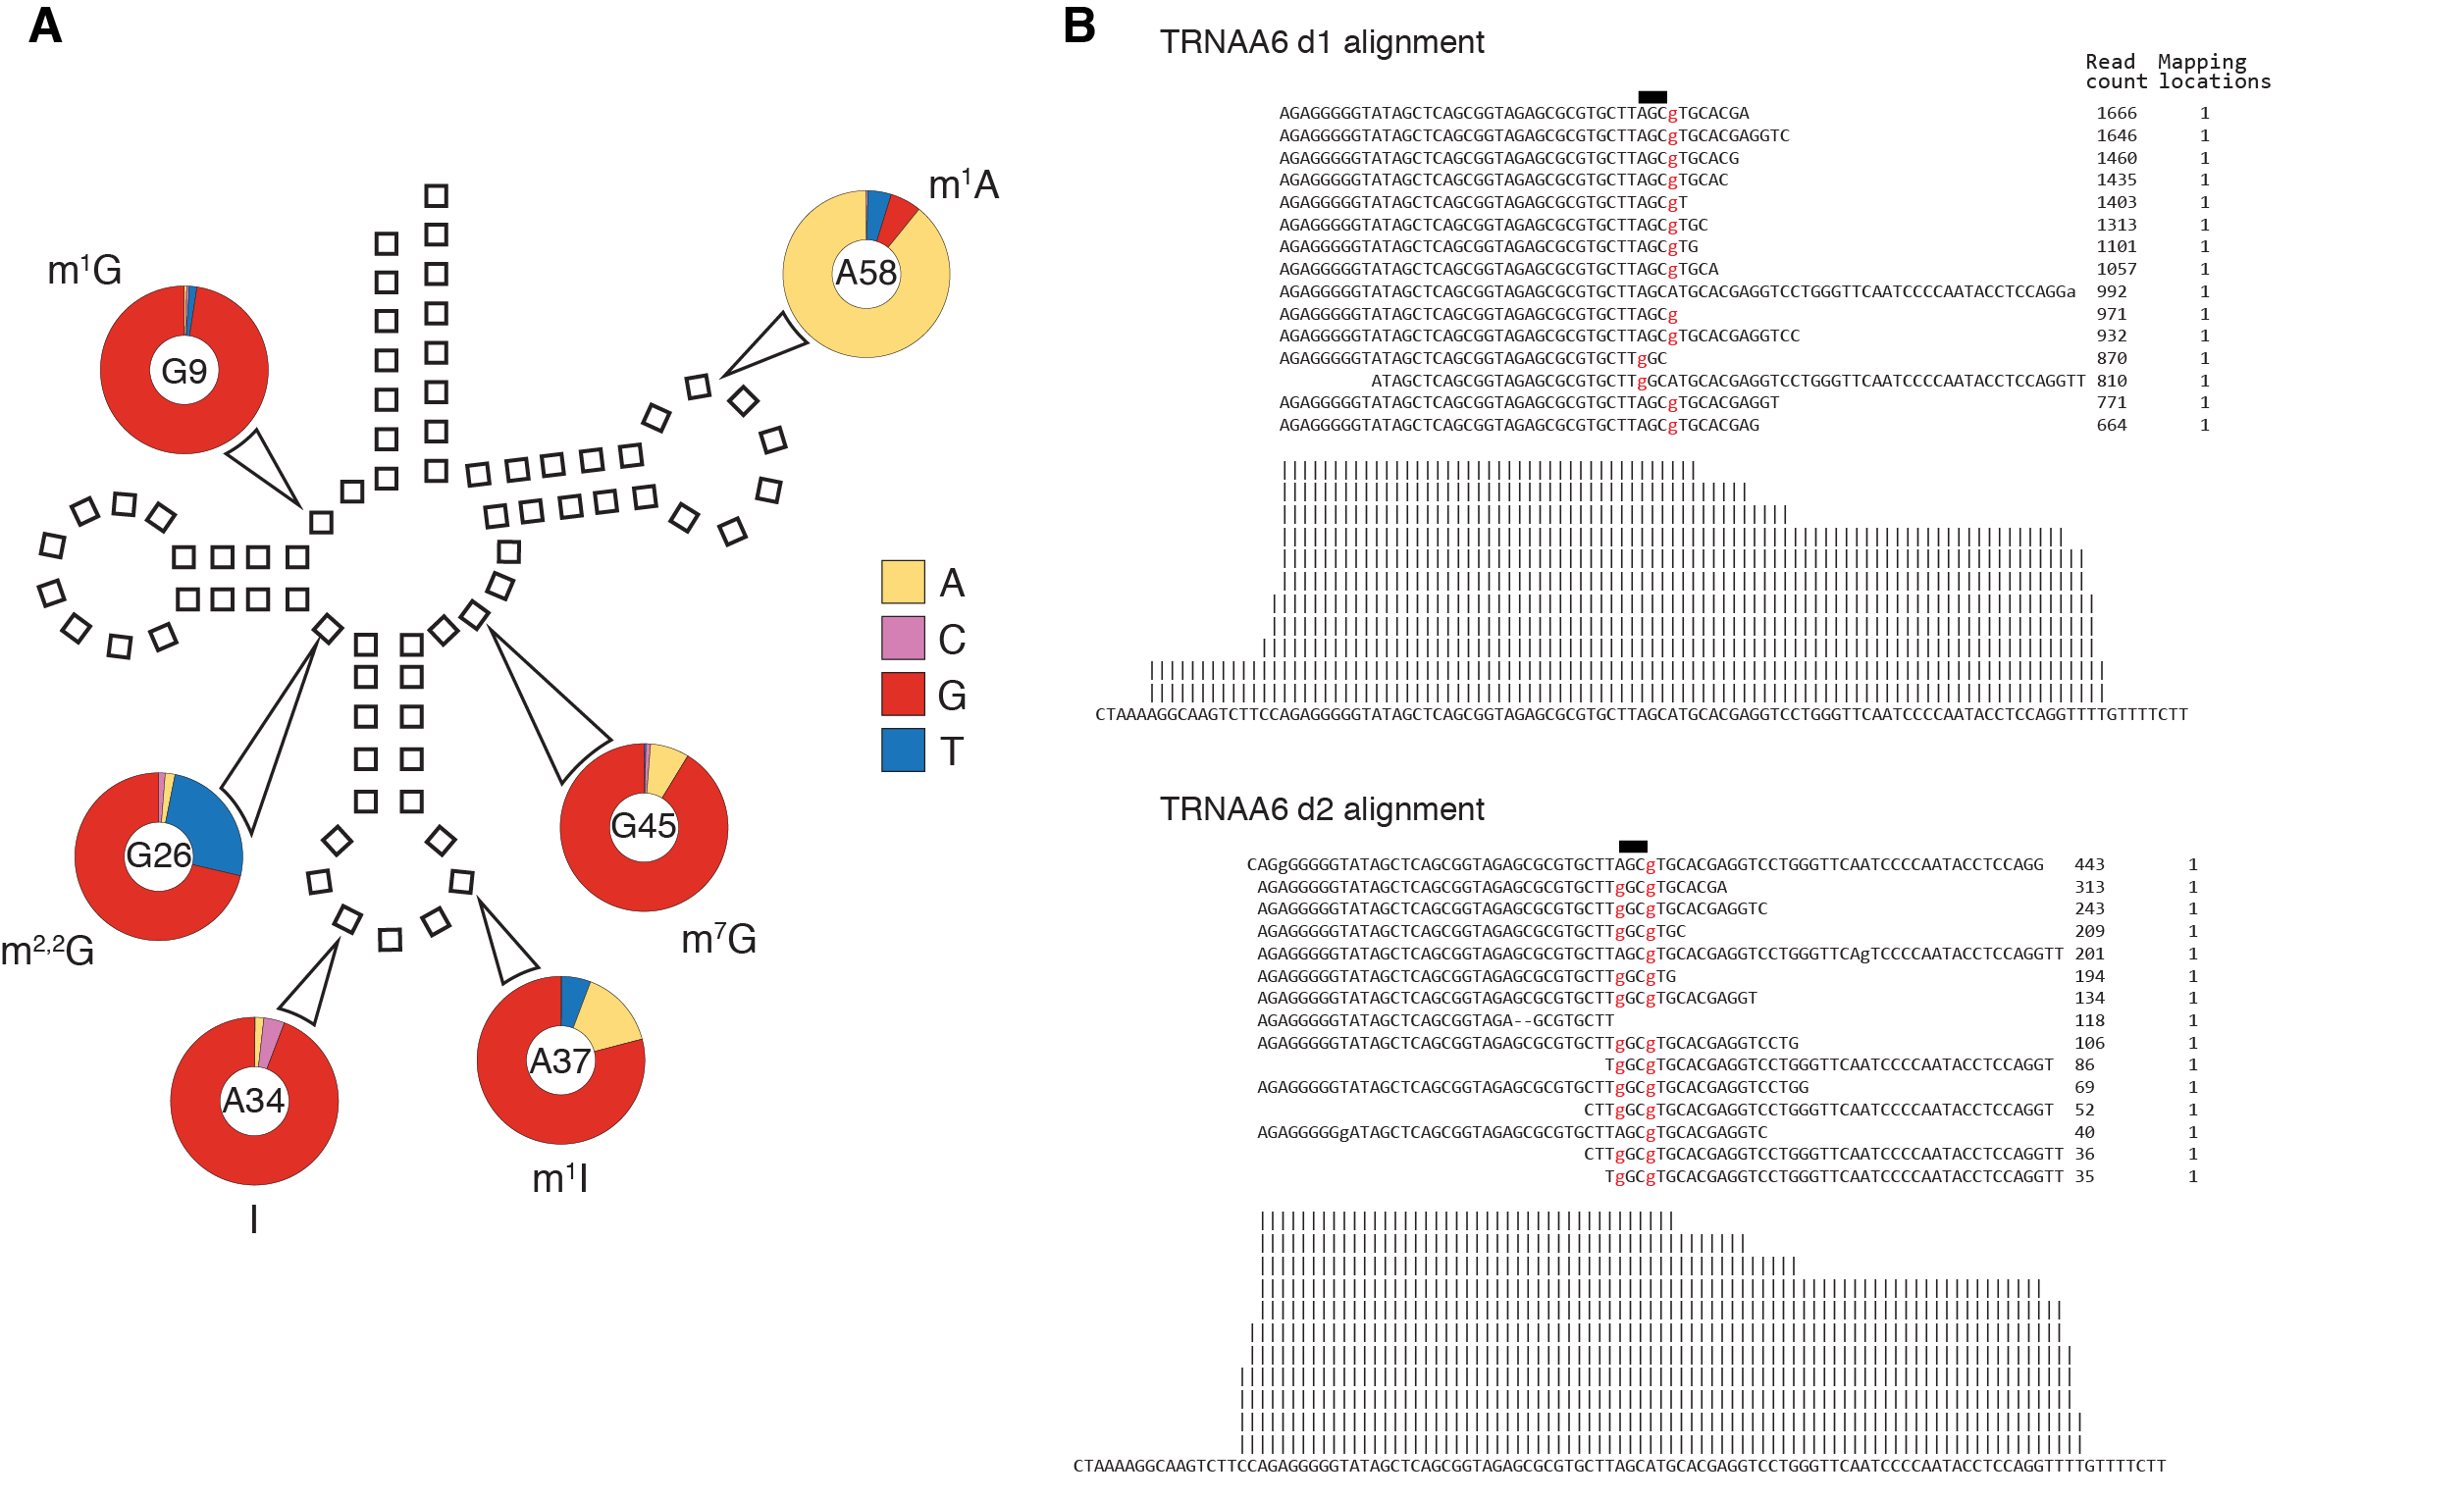 A
m1A
A58
m1G
G9
A
C
G
T
G26
m2,2G
G45
m7G
A34
I
A37
m1I
B
TRNAA6 d1 alignment
Read Mapping
count locations
AGAGGGGGTATAGCTCAGCGGTAGAGCGCGTGCTTAGCgTGCACGA 1666 1
AGAGGGGGTATAGCTCAGCGGTAGAGCGCGTGCTTAGCgTGCACGAGGTC 1646 1
AGAGGGGGTATAGCTCAGCGGTAGAGCGCGTGCTTAGCgTGCACG 1460 1
AGAGGGGGTATAGCTCAGCGGTAGAGCGCGTGCTTAGCgTGCAC 1435 1
AGAGGGGGTATAGCTCAGCGGTAGAGCGCGTGCTTAGCgT 1403 1
AGAGGGGGTATAGCTCAGCGGTAGAGCGCGTGCTTAGCgTGC 1313 1
AGAGGGGGTATAGCTCAGCGGTAGAGCGCGTGCTTAGCgTG 1101 1
AGAGGGGGTATAGCTCAGCGGTAGAGCGCGTGCTTAGCgTGCA 1057 1
AGAGGGGGTATAGCTCAGCGGTAGAGCGCGTGCTTAGCATGCACGAGGTCCTGGGTTCAATCCCCAATACCTCCAGGa 992 1
AGAGGGGGTATAGCTCAGCGGTAGAGCGCGTGCTTAGCg 971 1
AGAGGGGGTATAGCTCAGCGGTAGAGCGCGTGCTTAGCgTGCACGAGGTCC 932 1
AGAGGGGGTATAGCTCAGCGGTAGAGCGCGTGCTTgGC 870 1
ATAGCTCAGCGGTAGAGCGCGTGCTTgGCATGCACGAGGTCCTGGGTTCAATCCCCAATACCTCCAGGTT 810 1
AGAGGGGGTATAGCTCAGCGGTAGAGCGCGTGCTTAGCgTGCACGAGGT 771 1
AGAGGGGGTATAGCTCAGCGGTAGAGCGCGTGCTTAGCgTGCACGAG 664 1
CTAAAAGGCAAGTCTTCCAGAGGGGGTATAGCTCAGCGGTAGAGCGCGTGCTTAGCATGCACGAGGTCCTGGGTTCAATCCCCAATACCTCCAGGTTTTGTTTTCTT
TRNAA6 d2 alignment
CAGgGGGGGTATAGCTCAGCGGTAGAGCGCGTGCTTAGCgTGCACGAGGTCCTGGGTTCAATCCCCAATACCTCCAGG 443 1
AGAGGGGGTATAGCTCAGCGGTAGAGCGCGTGCTTgGCgTGCACGA 313 1
AGAGGGGGTATAGCTCAGCGGTAGAGCGCGTGCTTgGCgTGCACGAGGTC 243 1
AGAGGGGGTATAGCTCAGCGGTAGAGCGCGTGCTTgGCgTGC 209 1
AGAGGGGGTATAGCTCAGCGGTAGAGCGCGTGCTTAGCgTGCACGAGGTCCTGGGTTCAgTCCCCAATACCTCCAGGTT 201 1
AGAGGGGGTATAGCTCAGCGGTAGAGCGCGTGCTTgGCgTG 194 1
AGAGGGGGTATAGCTCAGCGGTAGAGCGCGTGCTTgGCgTGCACGAGGT 134 1
AGAGGGGGTATAGCTCAGCGGTAGA--GCGTGCTT 118 1
AGAGGGGGTATAGCTCAGCGGTAGAGCGCGTGCTTgGCgTGCACGAGGTCCTG 106 1
TgGCgTGCACGAGGTCCTGGGTTCAATCCCCAATACCTCCAGGT 86 1
AGAGGGGGTATAGCTCAGCGGTAGAGCGCGTGCTTgGCgTGCACGAGGTCCTGG 69 1
CTTgGCgTGCACGAGGTCCTGGGTTCAATCCCCAATACCTCCAGGT 52 1
AGAGGGGGgATAGCTCAGCGGTAGAGCGCGTGCTTAGCgTGCACGAGGTC 40 1
CTTgGCgTGCACGAGGTCCTGGGTTCAATCCCCAATACCTCCAGGTT 36 1
TgGCgTGCACGAGGTCCTGGGTTCAATCCCCAATACCTCCAGGTT 35 1
CTAAAAGGCAAGTCTTCCAGAGGGGGTATAGCTCAGCGGTAGAGCGCGTGCTTAGCATGCACGAGGTCCTGGGTTCAATCCCCAATACCTCCAGGTTTTGTTTTCTT